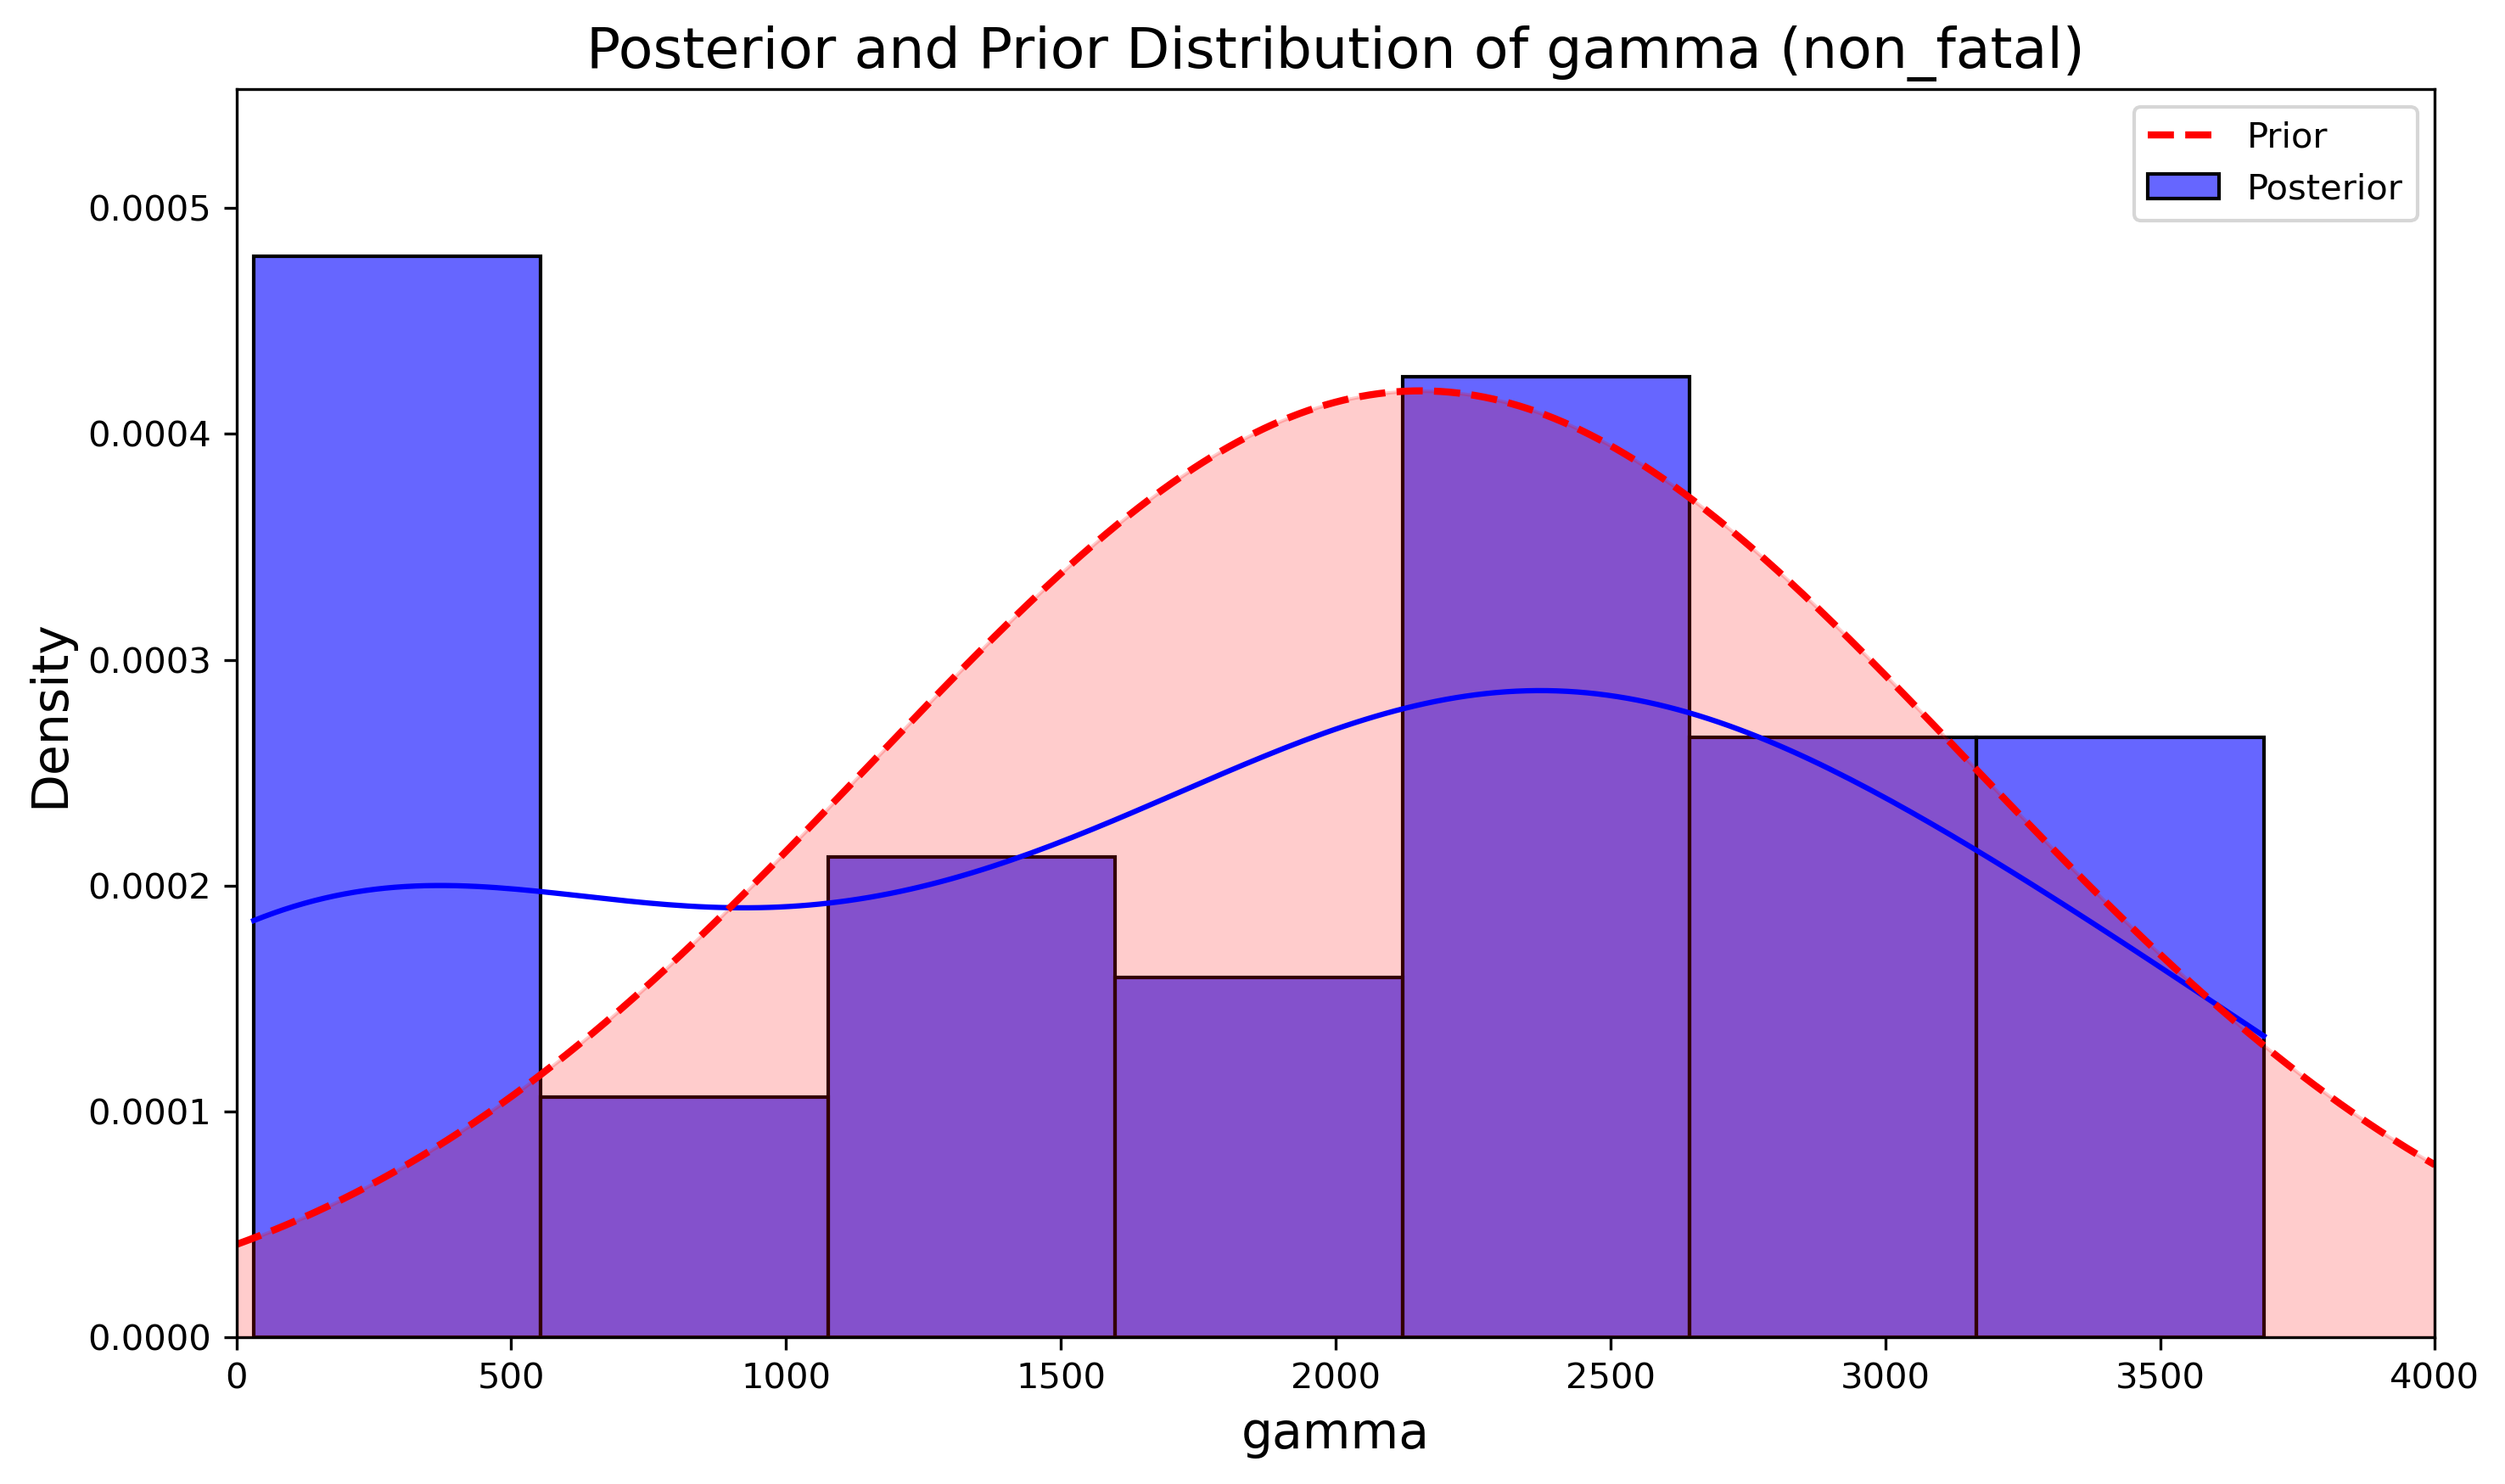 Posterior and Prior Distribution of gamma (non_fatal)
Prior
Posterior
Density
0.0005
0.0004
0.0003
0.0002
0.0001
0.0000
0 500 1000 1500 2000 2500 3000 3500 4000
gamma